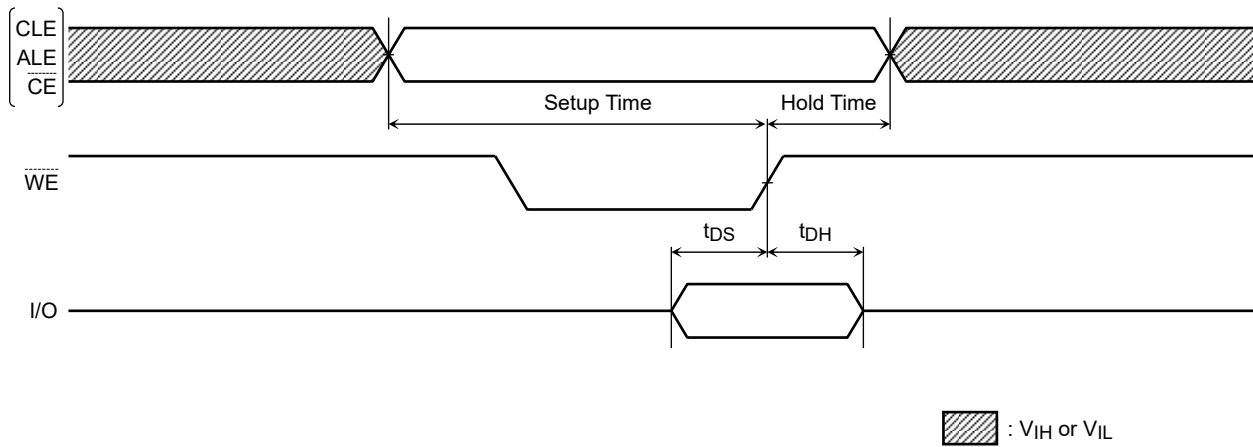 CLE
ALE
CE
Setup Time
Hold Time
WE
tDS
tDH
I/O
: VIH or VIL